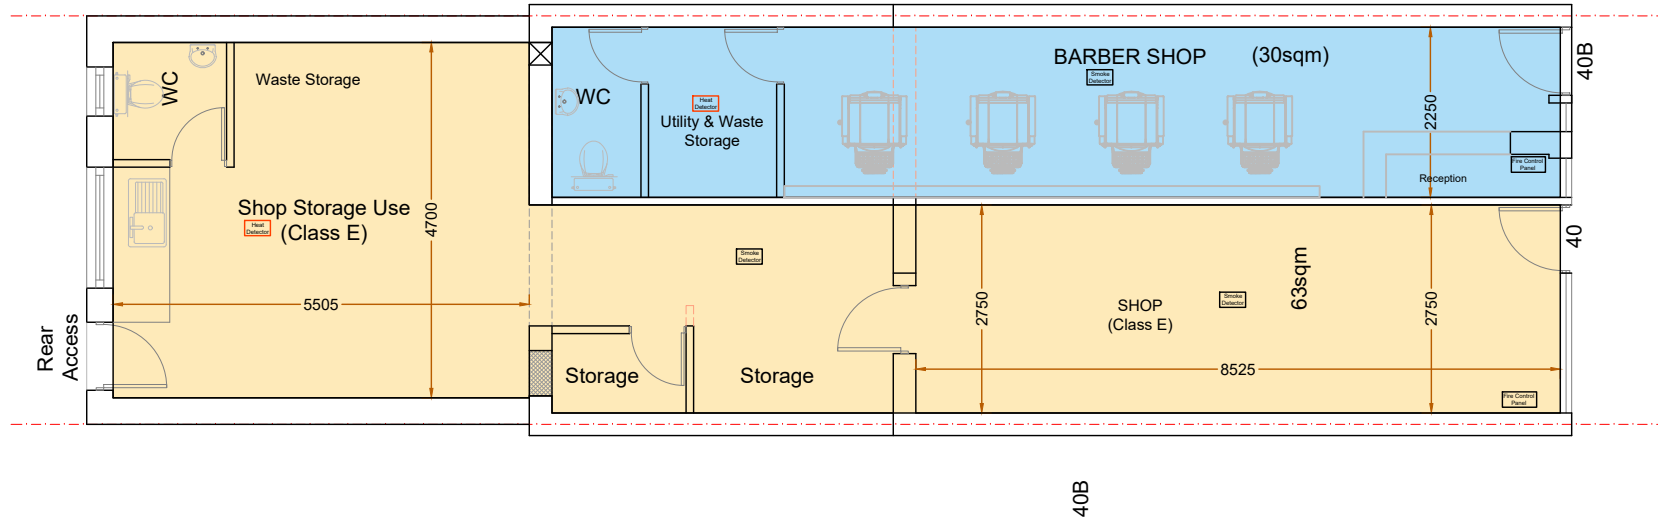 BARBER SHOP
(30sqm)
40B
Smoke
Detector
WC
Waste Storage
WC
Heat
Detector
Utility & Waste
Storage
2250
Fire Control
Panel
Reception
Shop Storage Use
(Class E)
Heat
Detector
4700
Smoke
Detector
40
63sqm
5505
2750
SHOP
(Class E)
Smoke
Detector
2750
Rear
Access
Storage
Storage
8525
Fire Control
Panel
40B